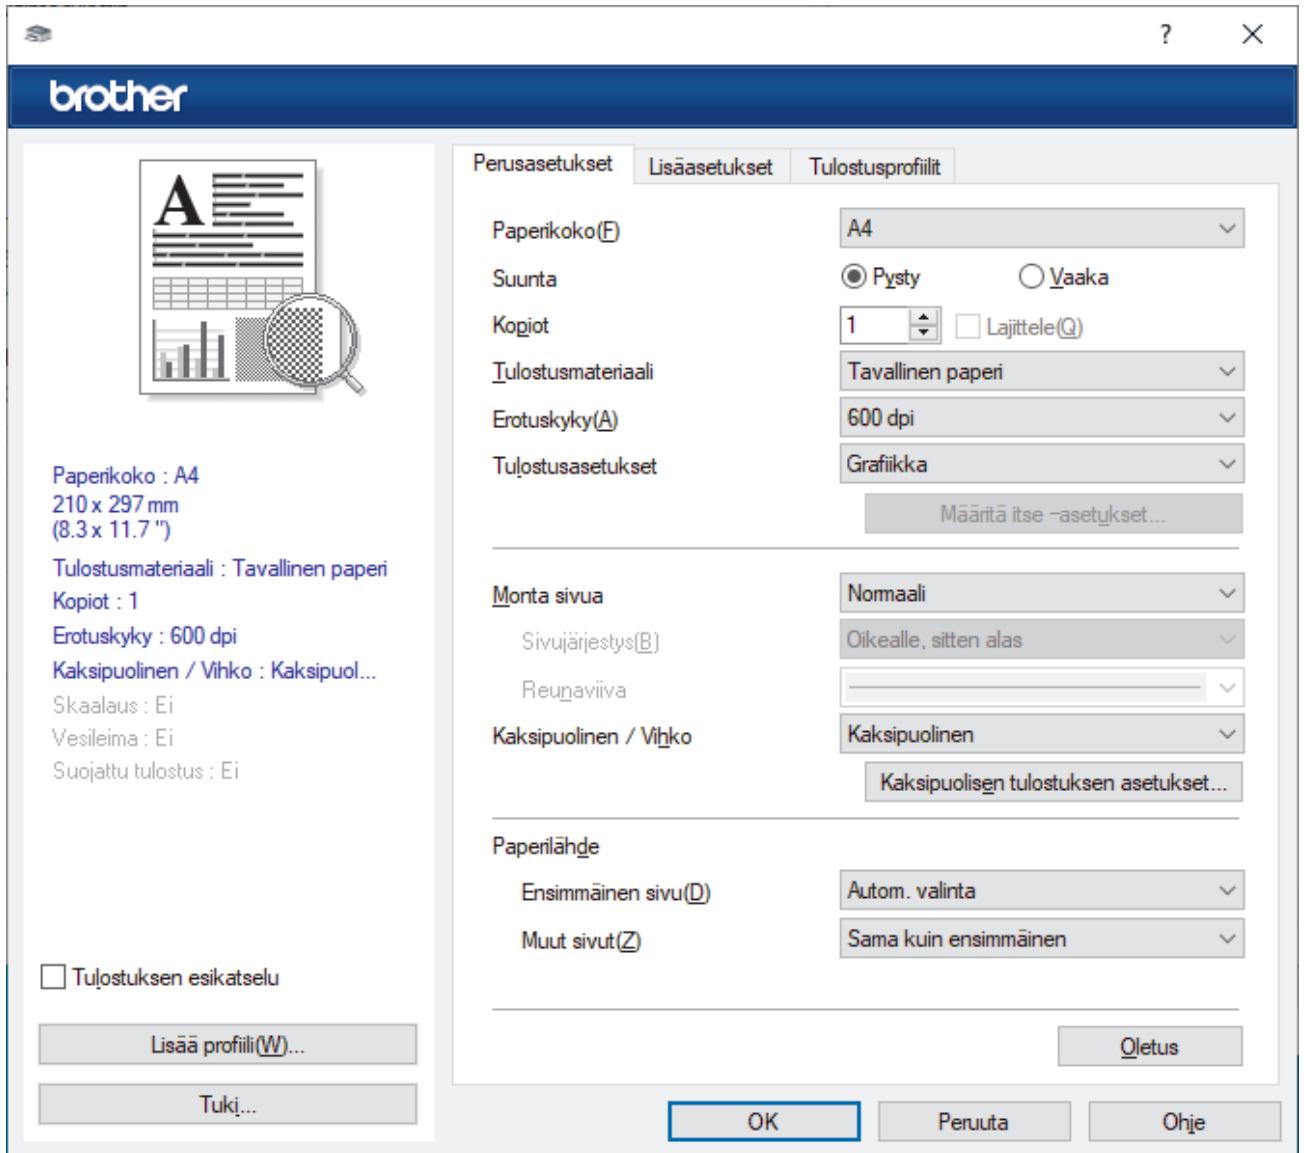 ?
brother
A
Paperikoko : A4
210 x 297 mm
(8.3 x 11.7 ")
Tulostusmateriaali : Tavallinen paperi
Kopiot : 1
Erotuskyky : 600 dpi
Kaksipuolinen / Vihko : Kaksipuol...
Skaalaus : Ei
Vesileima : Ei
Suojattu tulostus : Ei
Tulostuksen esikatselu
Lisää profiili(W)...
Tuki...
Perusasetukset Lisäasetukset Tulostusprofiilit
Paperikoko(F) A4
Suunta Pysty Vaaka
Kopiot 1 Lajittele(Q)
Tulostusmateriaali Tavallinen paperi
Erotuskyky(A) 600 dpi
Tulostusasetukset Grafiikka
Määritä itse -asetukset...
Monta sivua Normaali
Sivujärjestys(B) Oikealle, sitten alas
Reunaviiva
Kaksipuolinen / Vihko Kaksipuolinen
Kaksipuolisen tulostuksen asetukset...
Paperilähde
Ensimmäinen sivu(D) Autom. valinta
Muut sivut(Z) Sama kuin ensimmäinen
Oletus
OK Peruuta Ohje